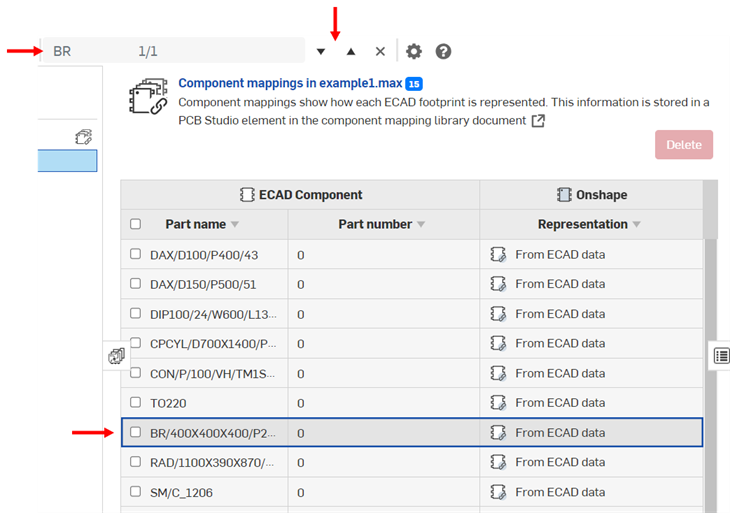 BR 1/1
Component mappings in example1.max 15
Component mappings show how each ECAD footprint is represented. This information is stored in a
PCB Studio element in the component mapping library document
Delete
ECAD Component Onshape
Part name Part number Representation
DAX/D100/P400/43 0 From ECAD data
DAX/D150/P500/51 0 From ECAD data
DIP100/24/W600/L13... 0 From ECAD data
CPCYL/D700X1400/P... 0 From ECAD data
CON/P/100/VH/TM1S... 0 From ECAD data
TO220 0 From ECAD data
BR/400X400X400/P2... 0 From ECAD data
RAD/1100X390X870/... 0 From ECAD data
SM/C_1206 0 From ECAD data